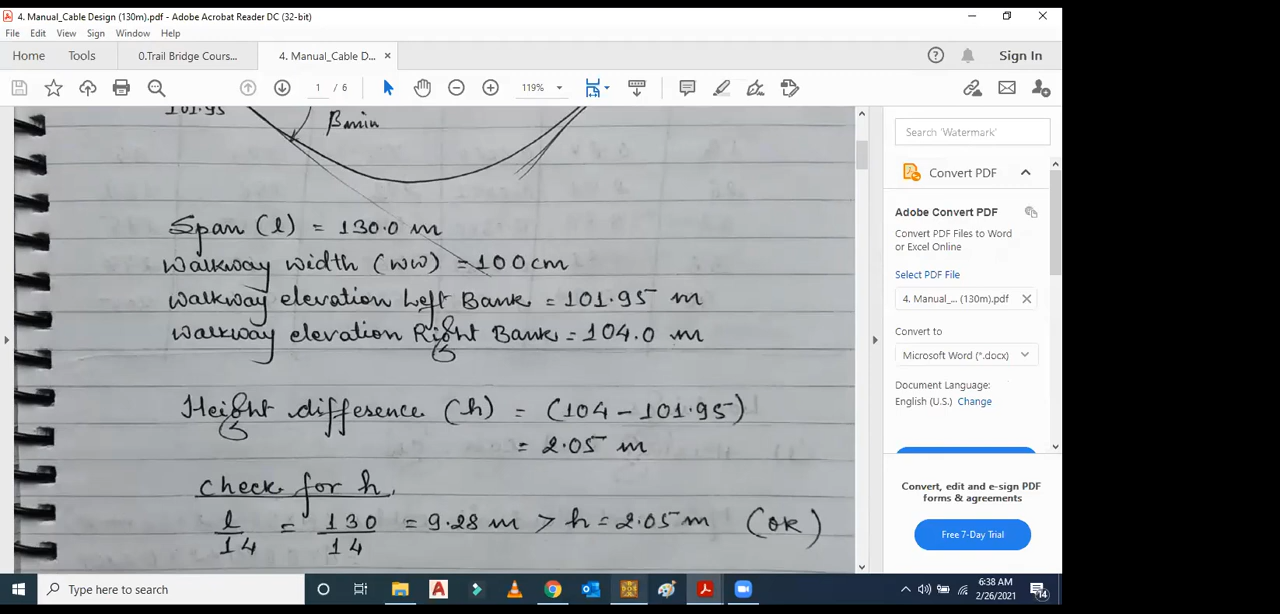 4. Manual_Cable Design (130m).pdf - Adobe Acrobat Reader DC (32-bit)
File Edit View Sign Window Help
Home Tools 0.Trail Bridge Cours... 4. Manual_Cable D... × Sign In
1 / 6 119%
101.95
βmin
Span (l) = 130.0 m
Walkway width (WW) = 100cm
Walkway elevation Left Bank = 101.95 m
Walkway elevation Right Bank = 104.0 m
Height difference (h) = (104 - 101.95)
= 2.05 m
Check for h,
l/14 = 130/14 = 9.28 m > h = 2.05 m (OK)
Search 'Watermark'
Convert PDF
Adobe Convert PDF
Convert PDF Files to Word
or Excel Online
Select PDF File
4. Manual_... (130m).pdf ×
Convert to
Microsoft Word (*.docx)
Document Language:
English (U.S.) Change
Convert, edit and e-sign PDF
forms & agreements
Free 7-Day Trial
Type here to search
6:38 AM
2/26/2021
14